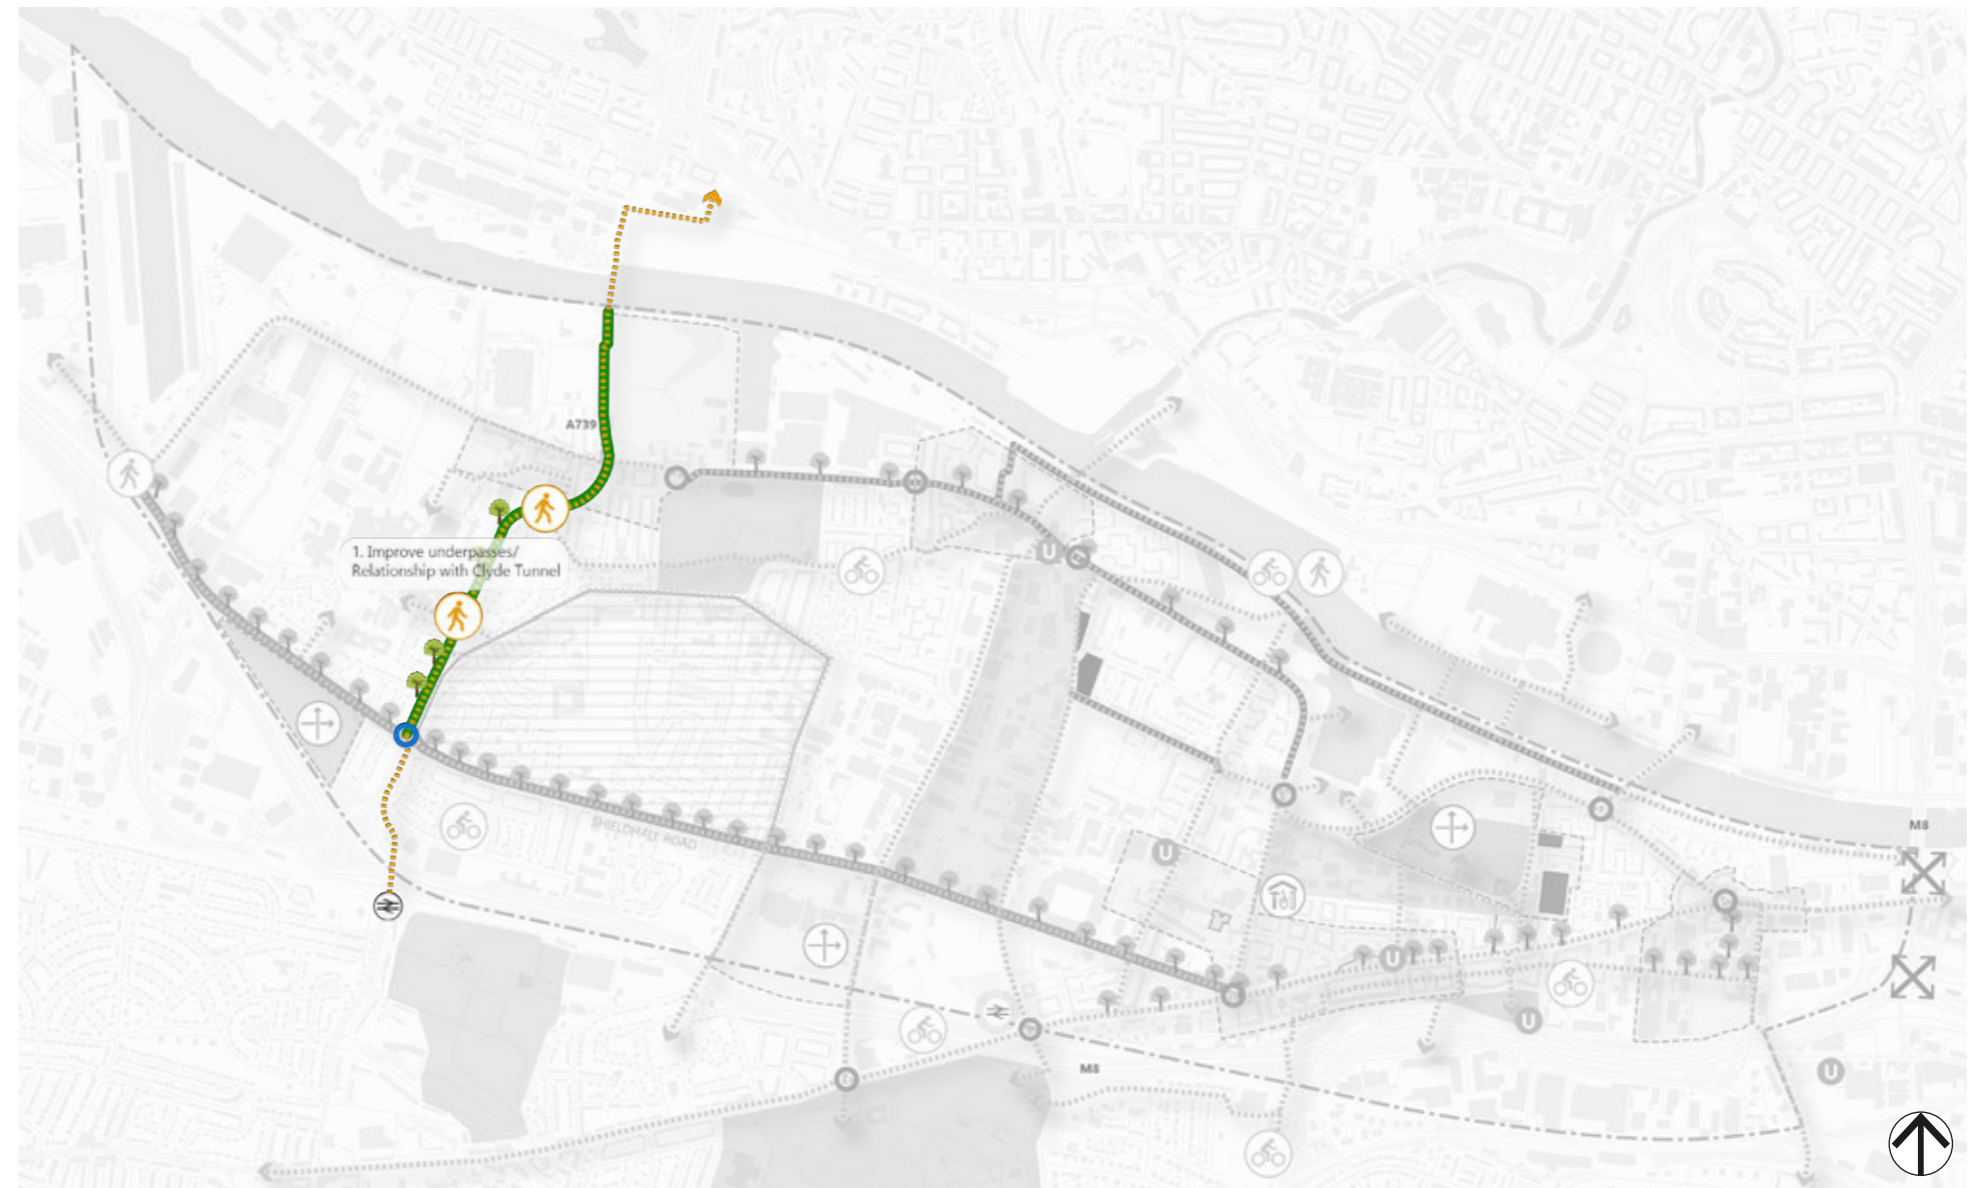 A739
1. Improve underpasses/
Relationship with Clyde Tunnel
U
SHIELDHALL ROAD
M8
U
U
U
M8
U